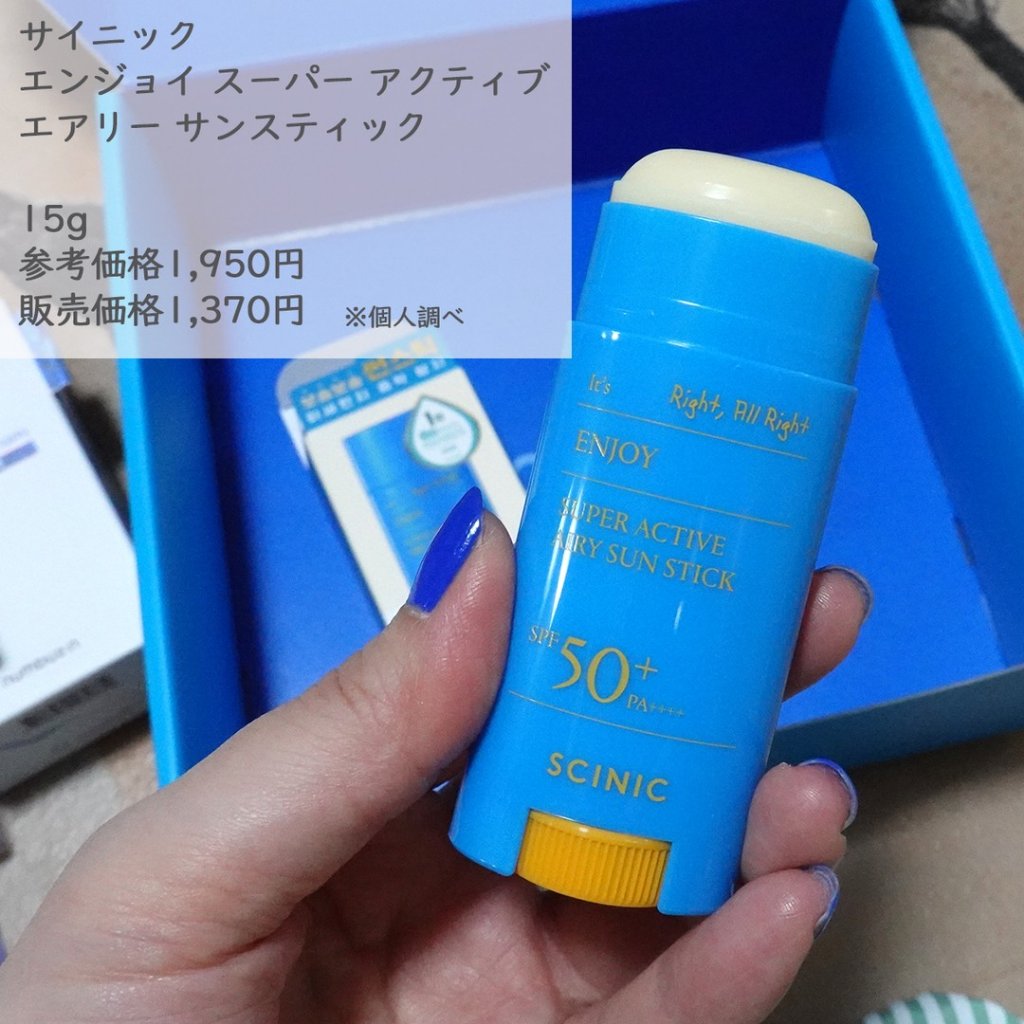 サイニック
エンジョイ スーパー アクティブ
エアリー サンスティック
15g
参考価格1,950円
販売価格1,370円 ※個人調べ
It's Right, All Right
ENJOY
SUPER ACTIVE
AIRY SUN STICK
SPF 50+
PA++++
SCINIC
numbuzin